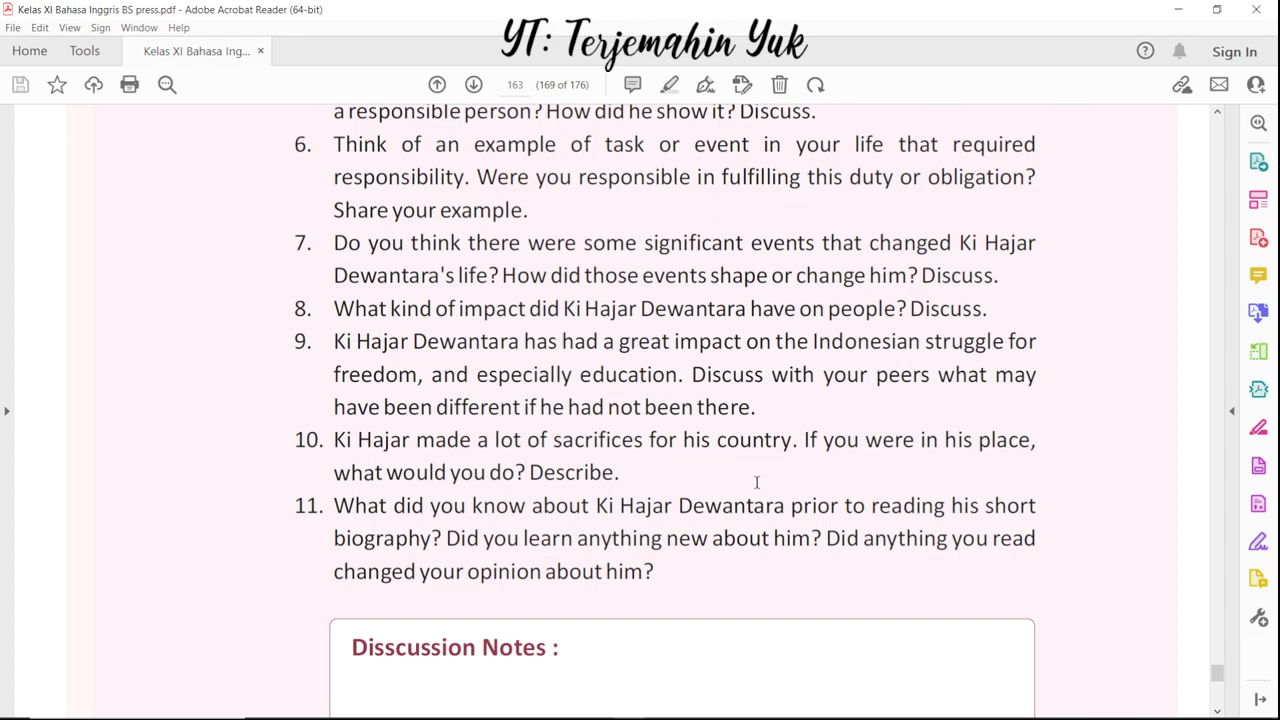 Kelas XI Bahasa Inggris BS press.pdf - Adobe Acrobat Reader (64-bit)
File Edit View Sign Window Help
YT: Terjemahin Yuk
Home Tools Kelas XI Bahasa Ing... × Sign In
163 (169 of 176)
a responsible person? How did he show it? Discuss.
6. Think of an example of task or event in your life that required
responsibility. Were you responsible in fulfilling this duty or obligation?
Share your example.
7. Do you think there were some significant events that changed Ki Hajar
Dewantara's life? How did those events shape or change him? Discuss.
8. What kind of impact did Ki Hajar Dewantara have on people? Discuss.
9. Ki Hajar Dewantara has had a great impact on the Indonesian struggle for
freedom, and especially education. Discuss with your peers what may
have been different if he had not been there.
10. Ki Hajar made a lot of sacrifices for his country. If you were in his place,
what would you do? Describe.
11. What did you know about Ki Hajar Dewantara prior to reading his short
biography? Did you learn anything new about him? Did anything you read
changed your opinion about him?
Disscussion Notes :